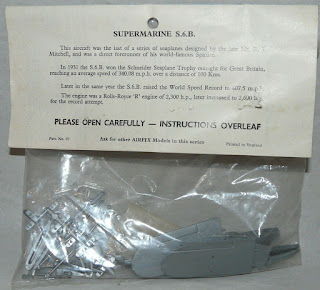 SUPERMARINE S.6.B.
This aircraft was the last of a series of seaplanes designed by the late Mr. R. J.
Mitchell, and was a direct forerunner of his world-famous Spitfire.
In 1931 the S.6.B. won the Schneider Seaplane Trophy outright for Great Britain,
reaching an average speed of 340.08 m.p.h. over a distance of 100 Kms.
Later in the same year the S.6.B. raised the World Speed Record to 407.5 m.p.h.
The engine was a Rolls-Royce 'R' engine of 2,300 h.p., later increased to 2,600 h.p.
for the record attempt.
PLEASE OPEN CAREFULLY — INSTRUCTIONS OVERLEAF
Ask for other AIRFIX Models in this series
Printed in England